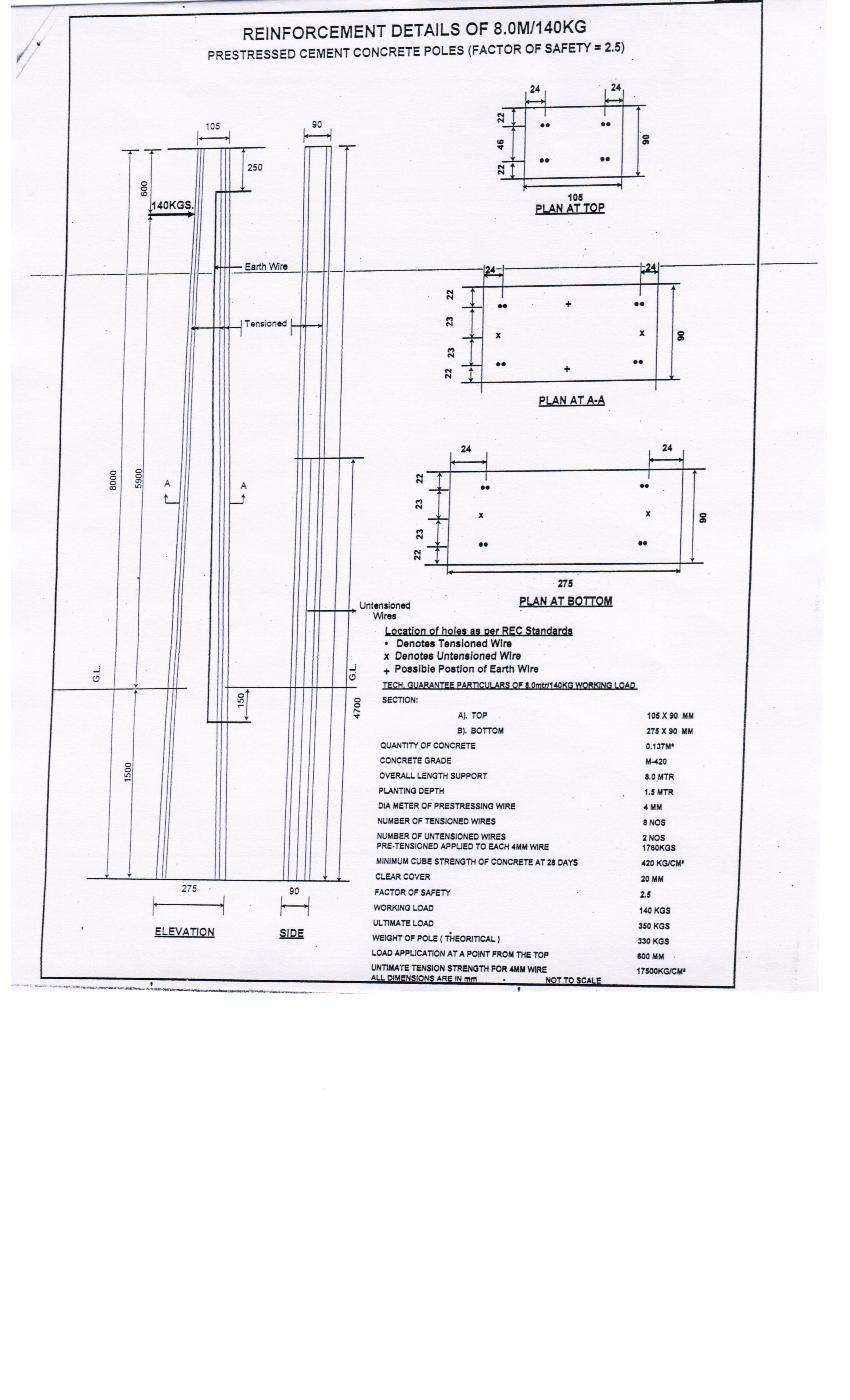 REINFORCEMENT DETAILS OF 8.0M/140KG
PRESTRESSED CEMENT CONCRETE POLES (FACTOR OF SAFETY = 2.5)
105
90
250
600
140KGS.
Earth Wire
Tensioned
8000
5900
A
A
Untensioned
Wires
G.L.
G.L.
150
4700
1500
275
90
ELEVATION
SIDE
24
24
22
46
22
90
105
PLAN AT TOP
24
24
22
23
23
22
90
PLAN AT A-A
24
24
22
23
23
22
90
275
PLAN AT BOTTOM
Location of holes as per REC Standards
• Denotes Tensioned Wire
x Denotes Untensioned Wire
+ Possible Postion of Earth Wire
TECH. GUARANTEE PARTICULARS OF 8.0mtr/140KG WORKING LOAD
SECTION:
A). TOP 105 X 90 MM
B). BOTTOM 275 X 90 MM
QUANTITY OF CONCRETE 0.137M³
CONCRETE GRADE M-420
OVERALL LENGTH SUPPORT 8.0 MTR
PLANTING DEPTH 1.5 MTR
DIA METER OF PRESTRESSING WIRE 4 MM
NUMBER OF TENSIONED WIRES 8 NOS
NUMBER OF UNTENSIONED WIRES 2 NOS
PRE-TENSIONED APPLIED TO EACH 4MM WIRE 1760KGS
MINIMUM CUBE STRENGTH OF CONCRETE AT 28 DAYS 420 KG/CM²
CLEAR COVER 20 MM
FACTOR OF SAFETY 2.5
WORKING LOAD 140 KGS
ULTIMATE LOAD 350 KGS
WEIGHT OF POLE ( THEORITICAL ) 330 KGS
LOAD APPLICATION AT A POINT FROM THE TOP 600 MM
UNTIMATE TENSION STRENGTH FOR 4MM WIRE 17500KG/CM²
ALL DIMENSIONS ARE IN mm NOT TO SCALE